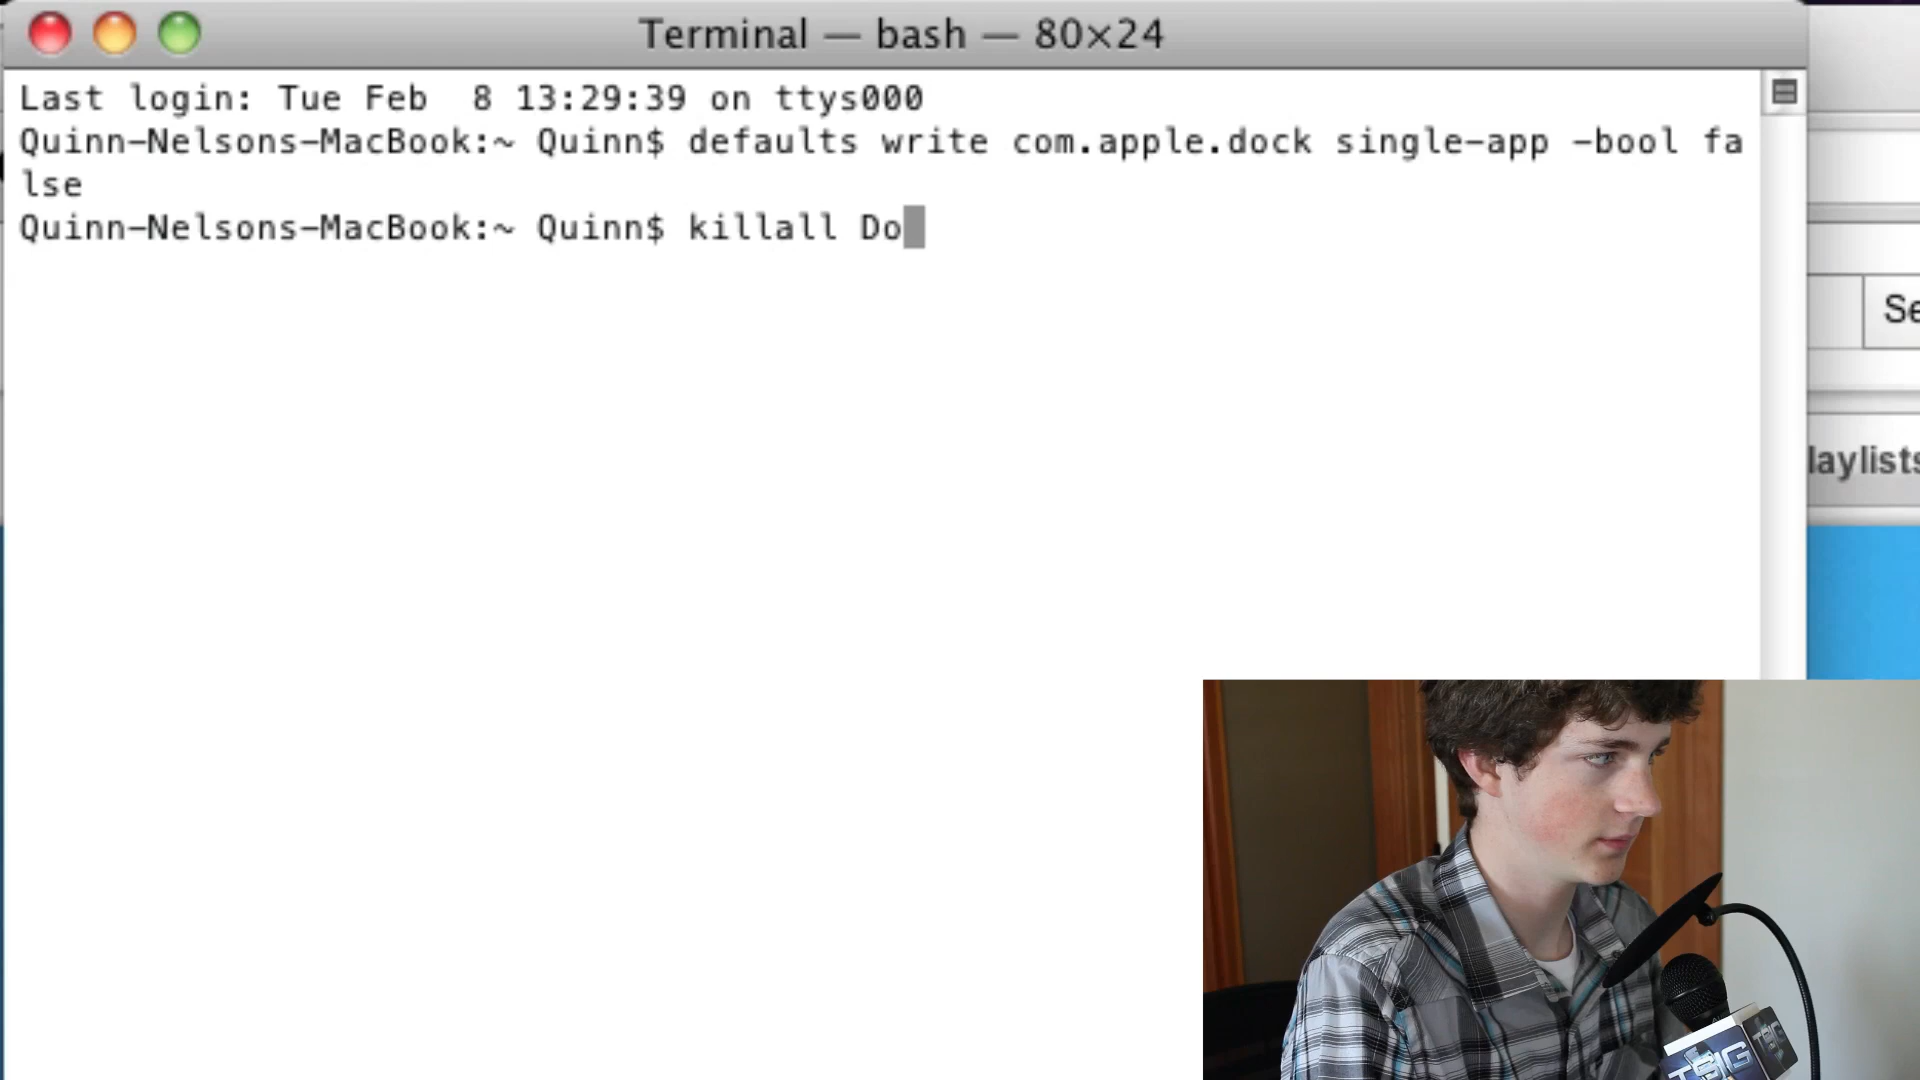 Terminal — bash — 80×24
Last login: Tue Feb  8 13:29:39 on ttys000
Quinn-Nelsons-MacBook:~ Quinn$ defaults write com.apple.dock single-app -bool fa
lse
Quinn-Nelsons-MacBook:~ Quinn$ killall Do
Se
laylists